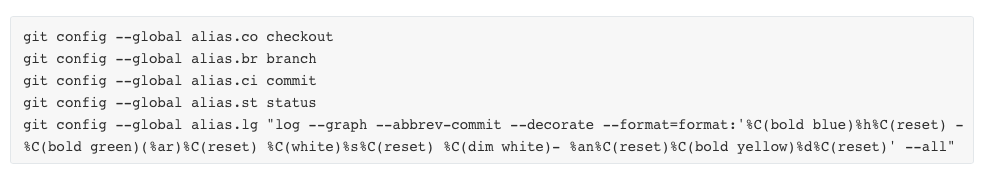 git config --global alias.co checkout
git config --global alias.br branch
git config --global alias.ci commit
git config --global alias.st status
git config --global alias.lg "log --graph --abbrev-commit --decorate --format=format:'%C(bold blue)%h%C(reset) -
%C(bold green)(%ar)%C(reset) %C(white)%s%C(reset) %C(dim white)- %an%C(reset)%C(bold yellow)%d%C(reset)' --all"